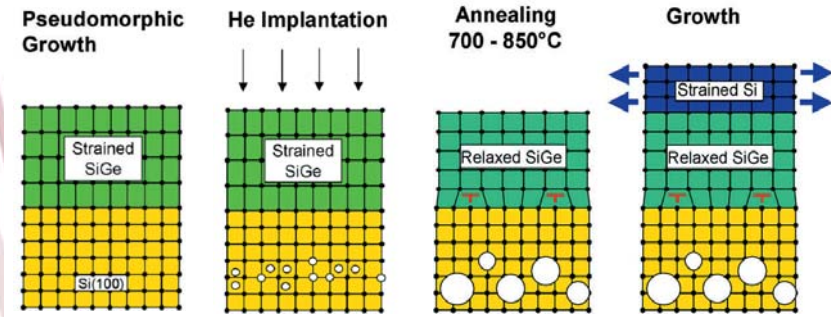 Pseudomorphic
Growth
He Implantation
Annealing
700 - 850°C
Growth
Strained
SiGe
Si(100)
Strained
SiGe
Relaxed SiGe
Strained Si
Relaxed SiGe